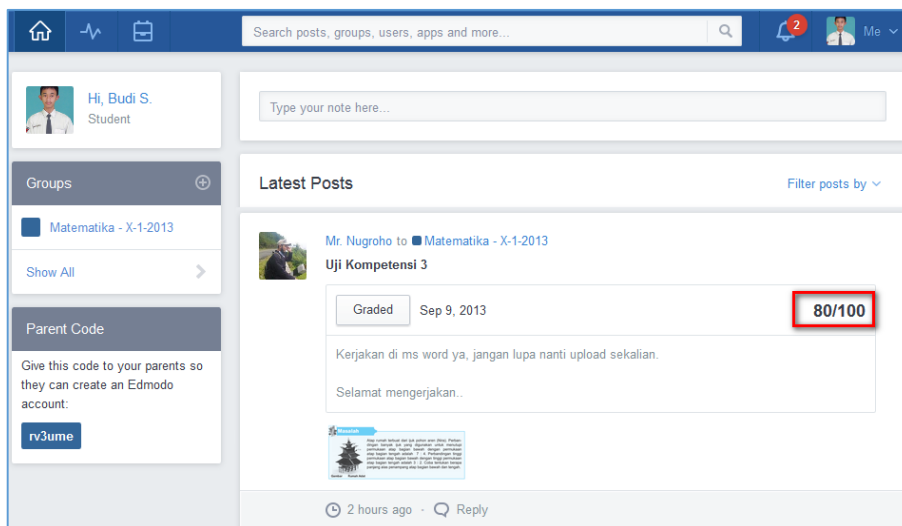 Search posts, groups, users, apps and more...
2
Me
Hi, Budi S.
Student
Type your note here...
Groups
Matematika - X-1-2013
Show All
Parent Code
Give this code to your parents so
they can create an Edmodo
account:
rv3ume
Latest Posts
Filter posts by
Mr. Nugroho to Matematika - X-1-2013
Uji Kompetensi 3
Graded
Sep 9, 2013
80/100
Kerjakan di ms word ya, jangan lupa nanti upload sekalian.
Selamat mengerjakan..
Masalah
2 hours ago · Reply